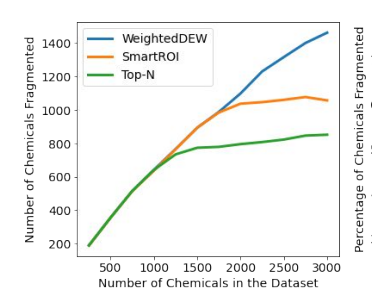 Number of Chemicals Fragmented
1400
1200
1000
800
600
400
200
WeightedDEW
SmartROI
Top-N
500
1000
1500
2000
2500
3000
Number of Chemicals in the Dataset
Percentage of Chemicals Fragmented